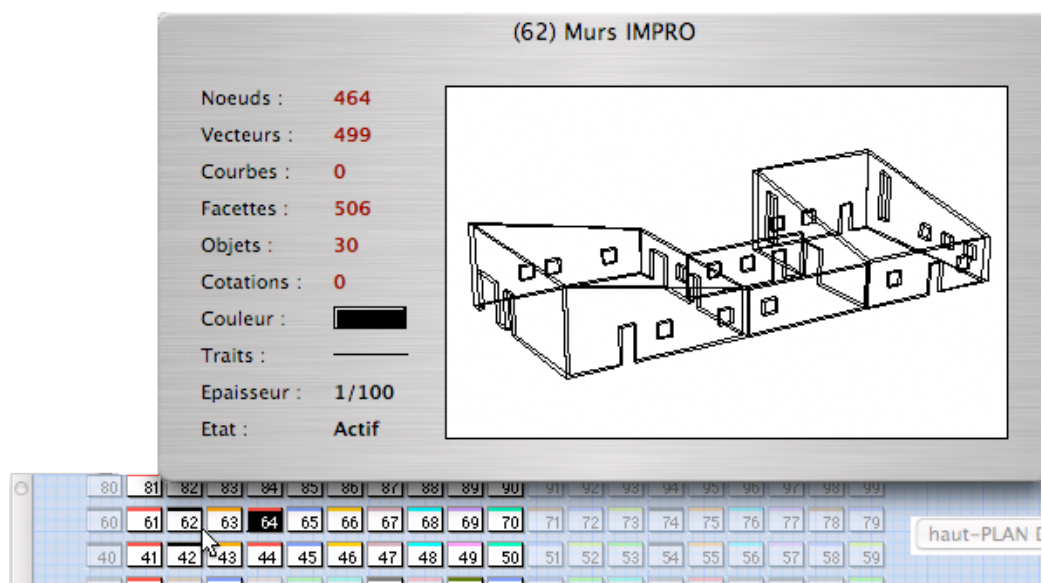 (62) Murs IMPRO
Noeuds : 464
Vecteurs : 499
Courbes : 0
Facettes : 506
Objets : 30
Cotations : 0
Couleur :
Traits :
Epaisseur : 1/100
Etat : Actif
80 81 82 83 84 85 86 87 88 89 90 91 92 93 94 95 96 97 98 99
60 61 62 63 64 65 66 67 68 69 70 71 72 73 74 75 76 77 78 79
haut-PLAN D
40 41 42 43 44 45 46 47 48 49 50 51 52 53 54 55 56 57 58 59